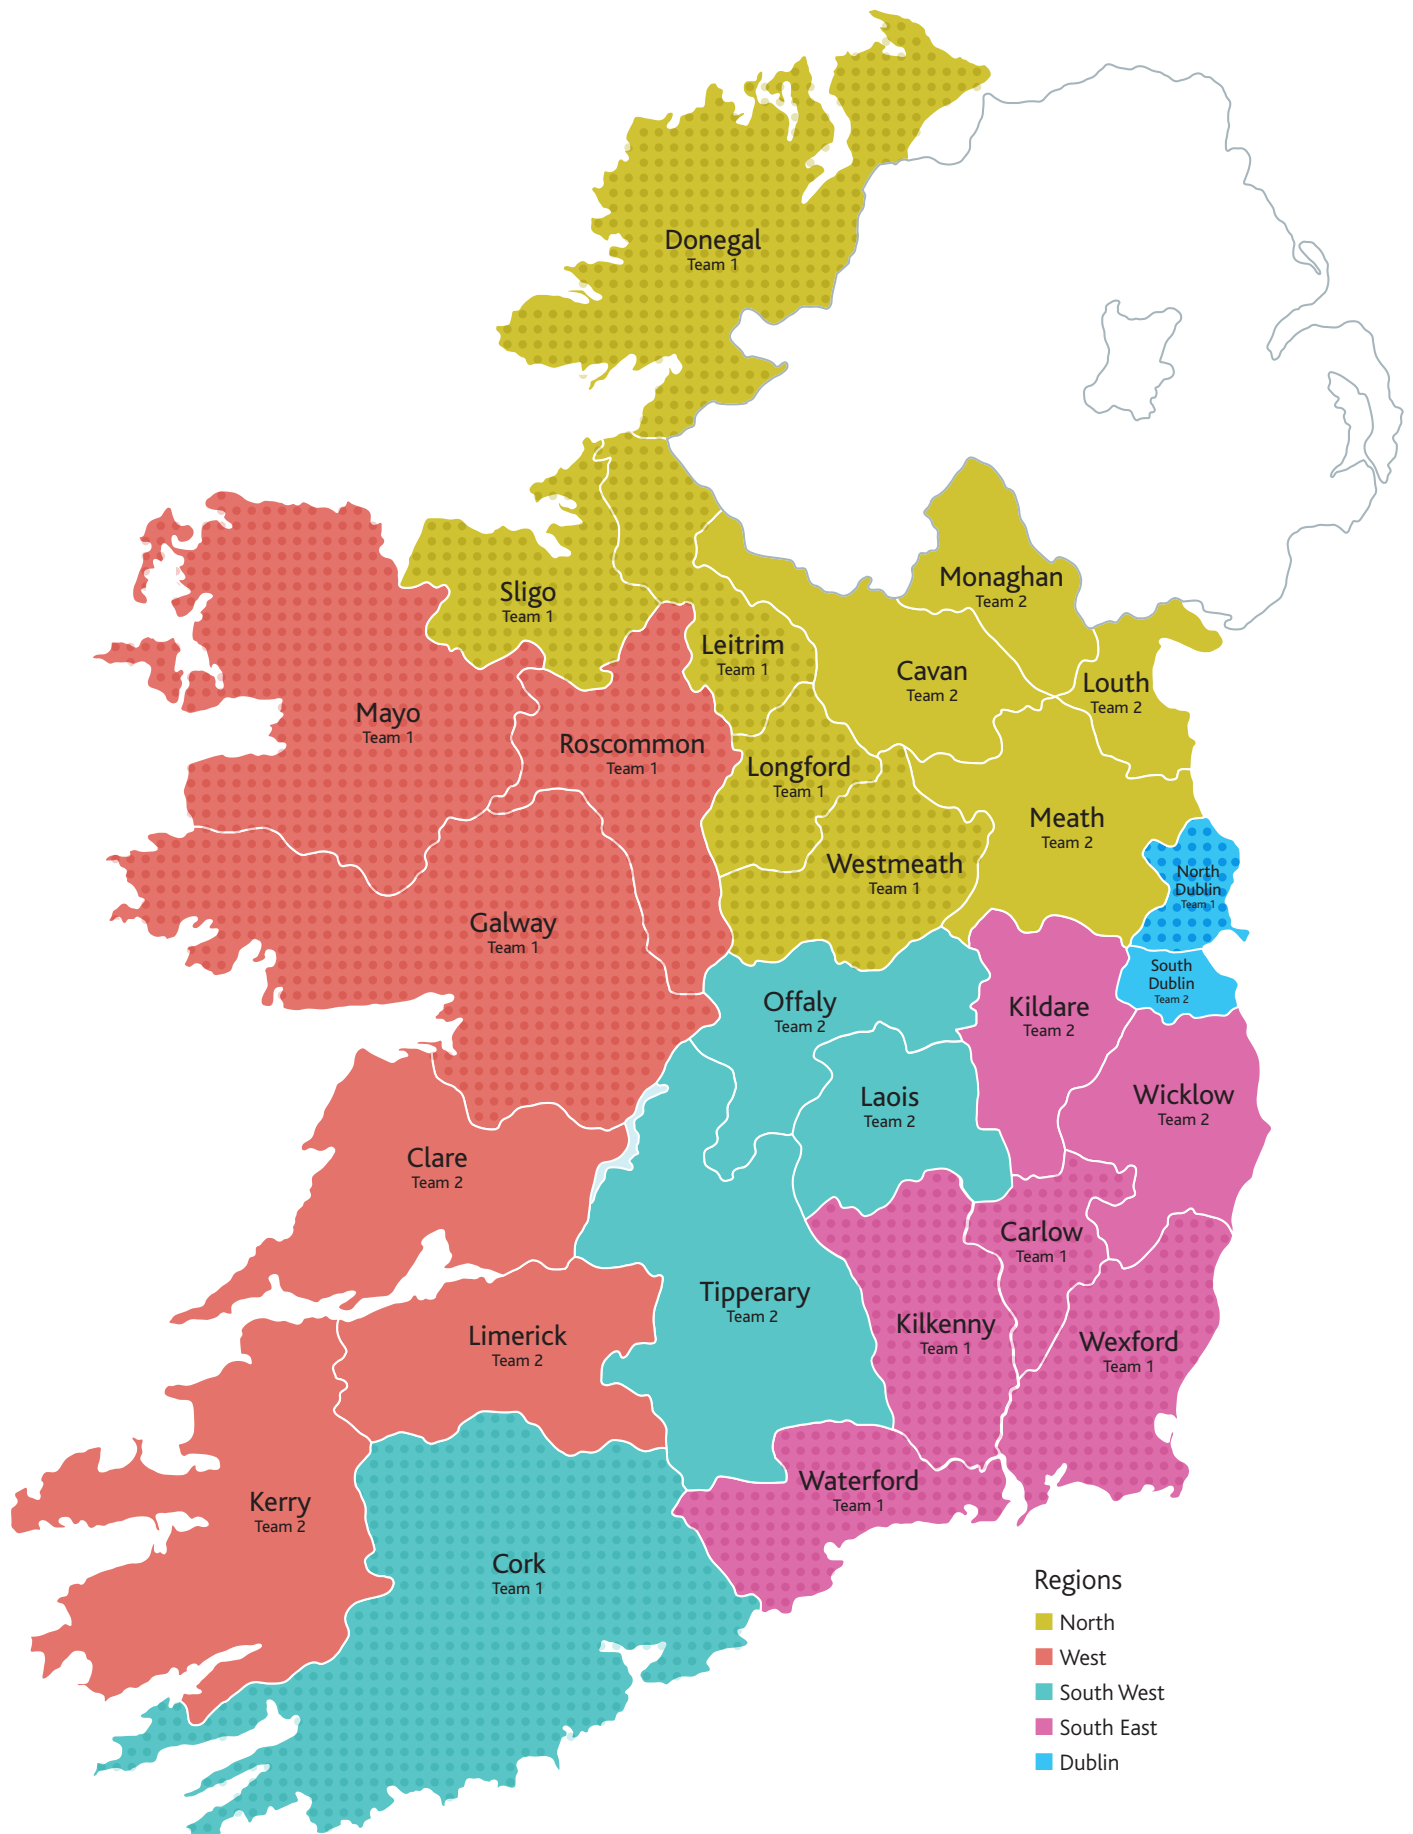 Donegal
Team 1
Monaghan
Team 2
Sligo
Team 1
Leitrim
Team 1
Cavan
Team 2
Louth
Team 2
Mayo
Team 1
Roscommon
Team 1
Longford
Team 1
Meath
Team 2
Westmeath
Team 1
North
Dublin
Team 1
Galway
Team 1
South
Dublin
Team 2
Offaly
Team 2
Kildare
Team 2
Laois
Team 2
Wicklow
Team 2
Clare
Team 2
Carlow
Team 1
Tipperary
Team 2
Limerick
Team 2
Kilkenny
Team 1
Wexford
Team 1
Waterford
Team 1
Kerry
Team 2
Cork
Team 1
Regions
North
West
South West
South East
Dublin